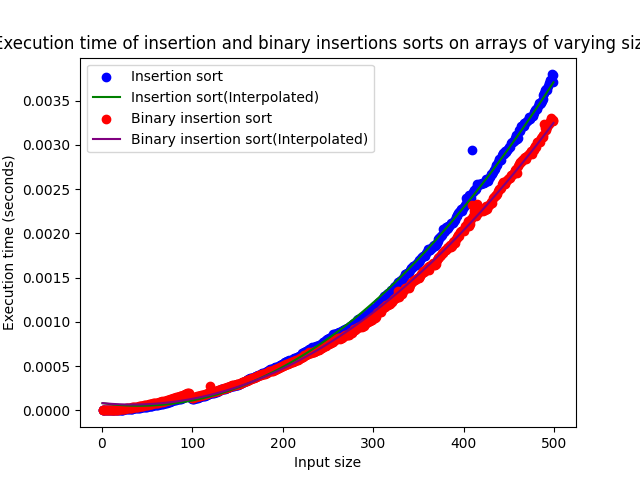 Execution time of insertion and binary insertions sorts on arrays of varying siz
Insertion sort
Insertion sort(Interpolated)
Binary insertion sort
Binary insertion sort(Interpolated)
Execution time (seconds)
0.0035
0.0030
0.0025
0.0020
0.0015
0.0010
0.0005
0.0000
0 100 200 300 400 500
Input size